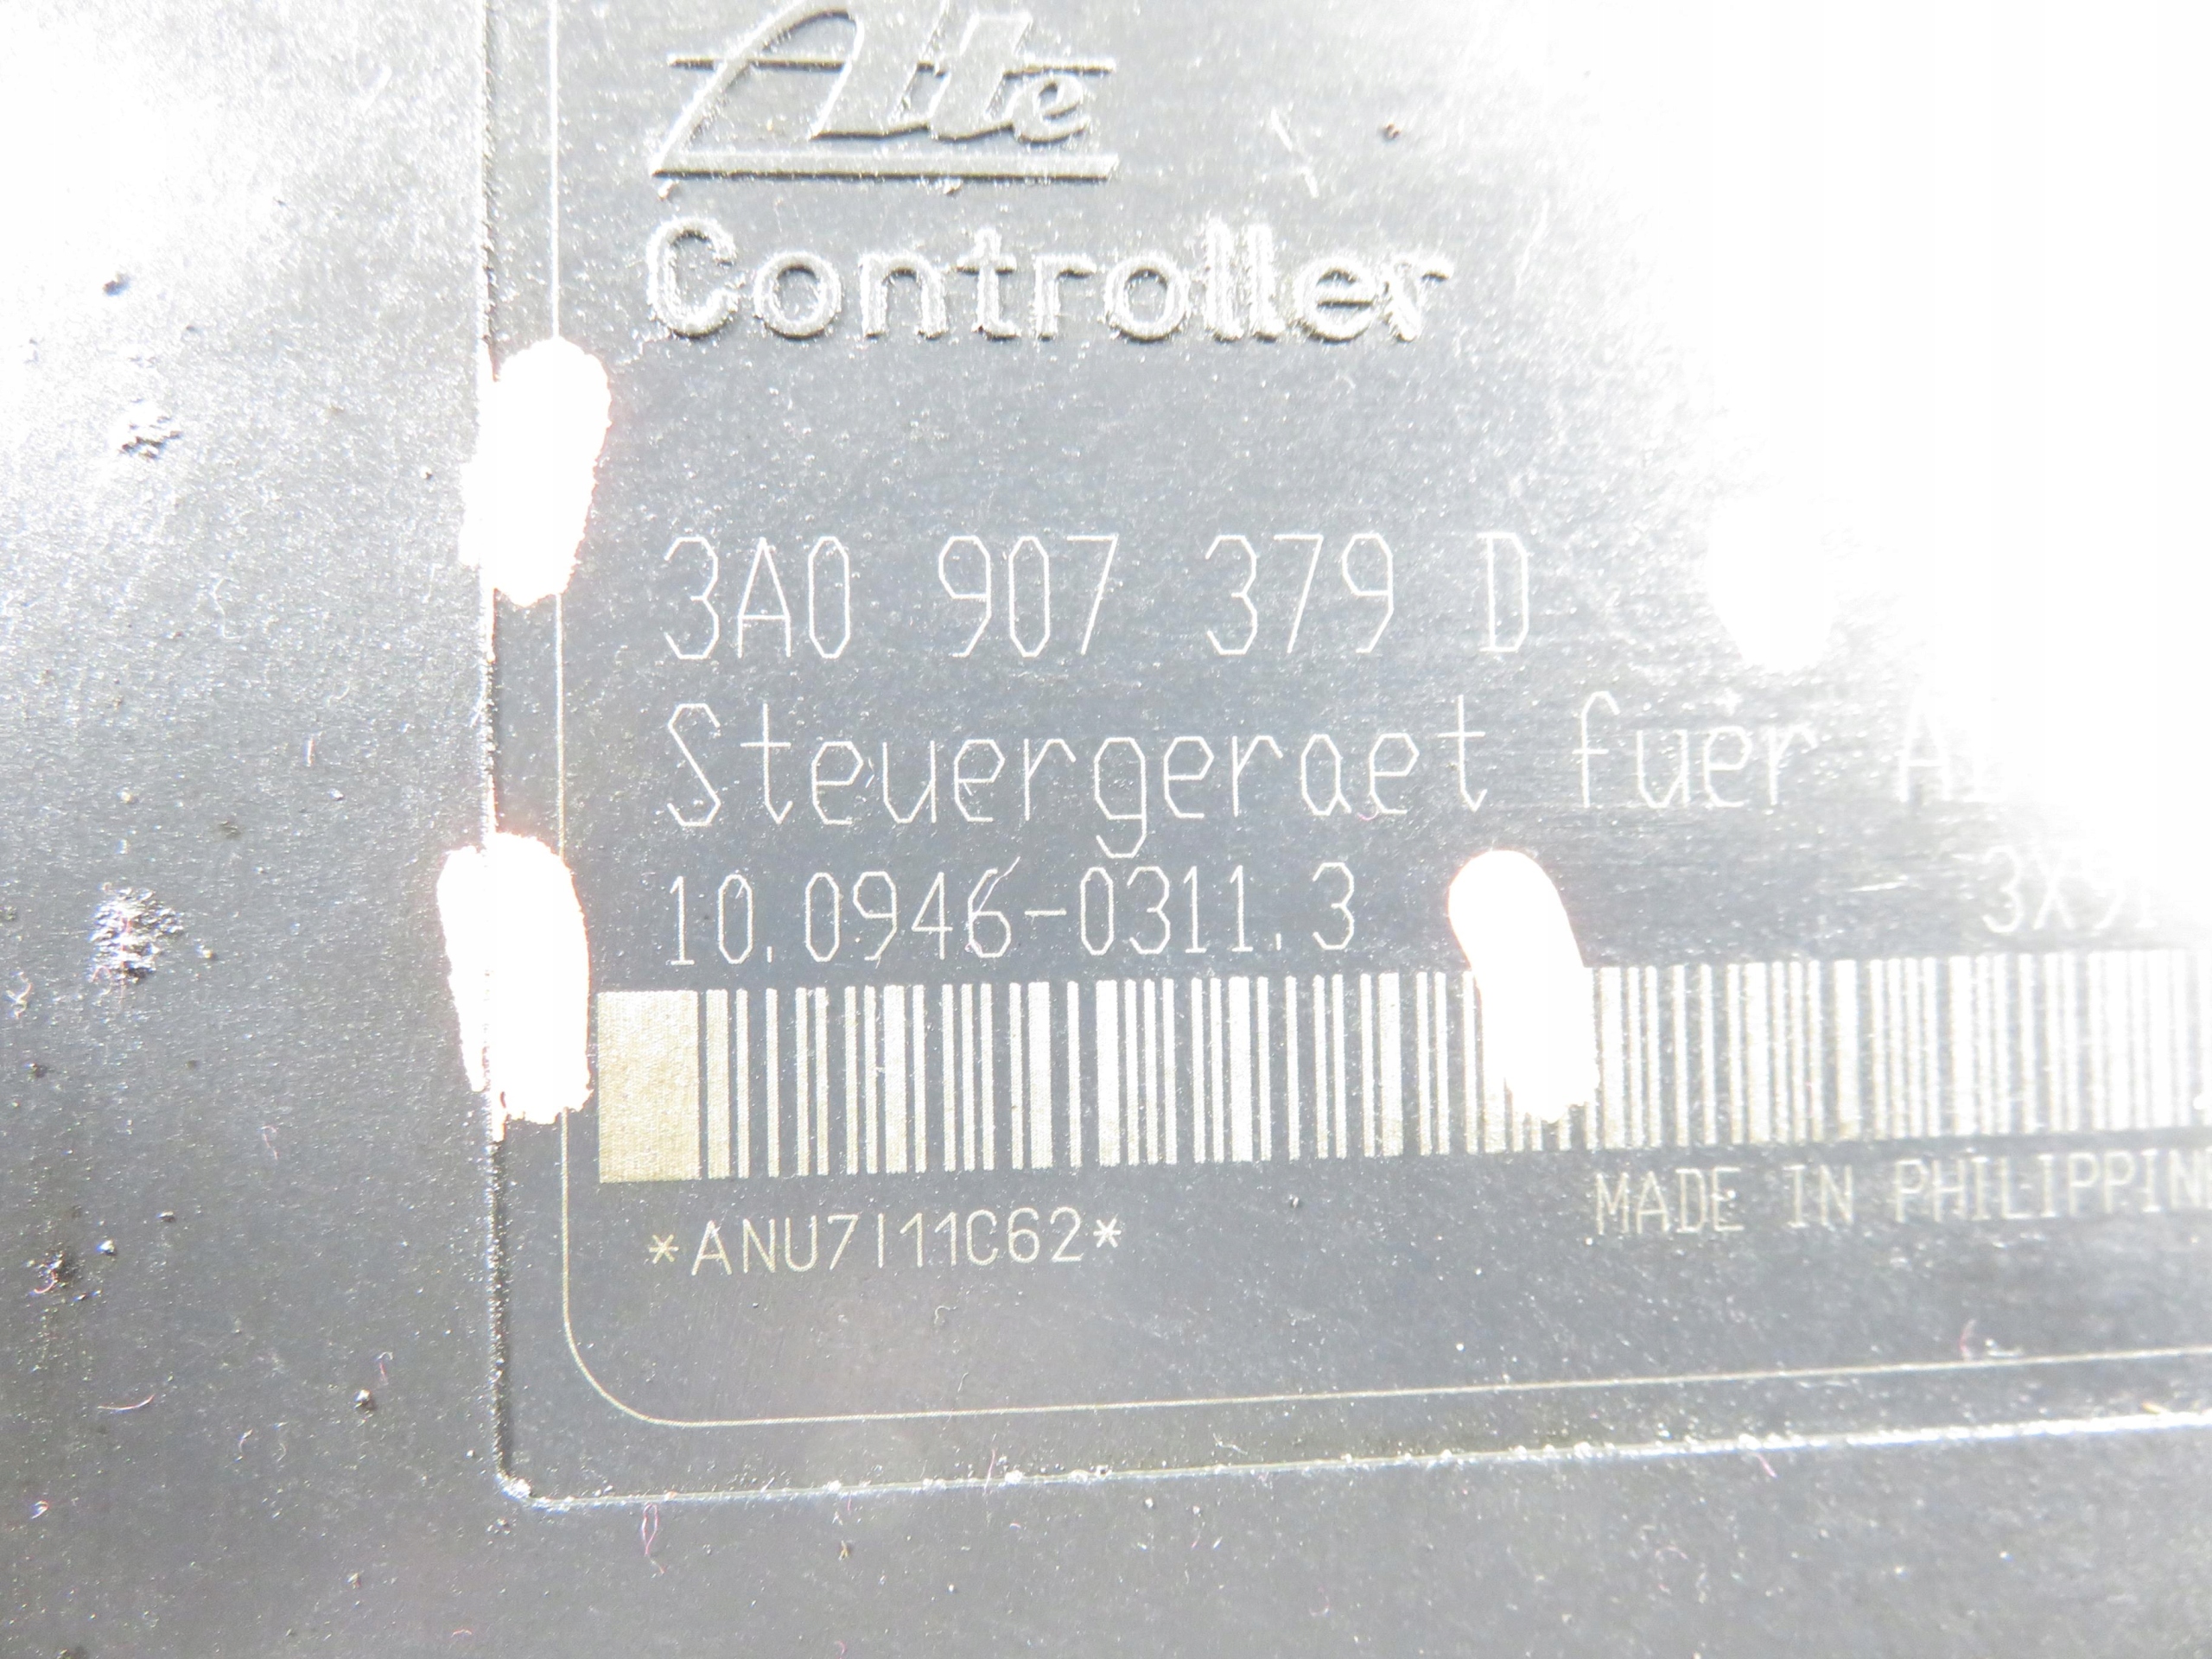 Ate
Controller
3A0 907 379 D
Steuergeraet fuer
10.0946-0311.3
*ANU7I11C62*
MADE IN